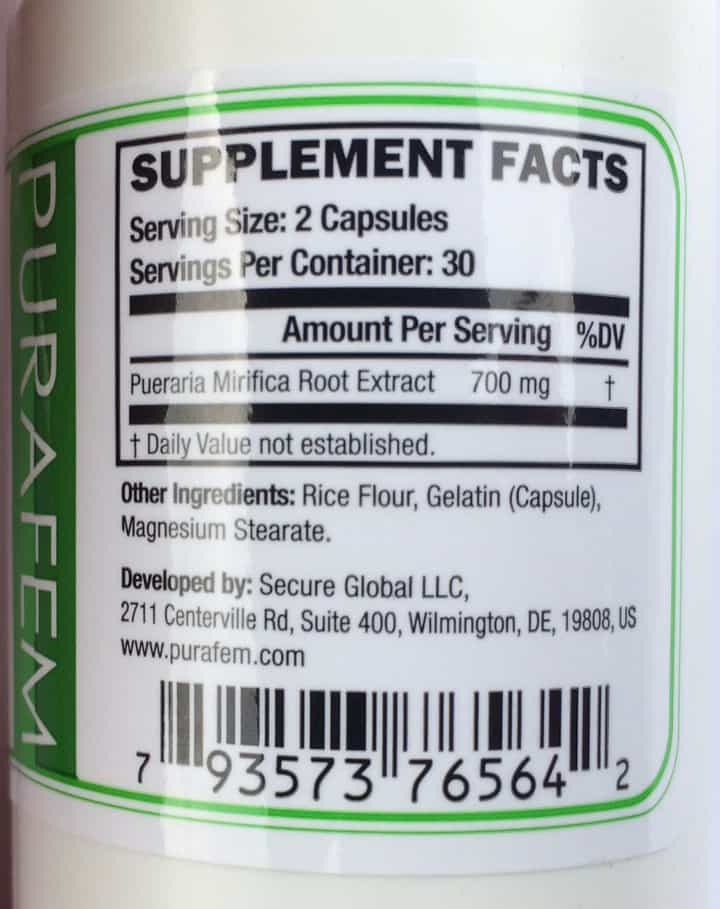 PURAFEM
SUPPLEMENT FACTS
Serving Size: 2 Capsules
Servings Per Container: 30
Amount Per Serving %DV
Pueraria Mirifica Root Extract 700 mg †
† Daily Value not established.
Other Ingredients: Rice Flour, Gelatin (Capsule),
Magnesium Stearate.
Developed by: Secure Global LLC,
2711 Centerville Rd, Suite 400, Wilmington, DE, 19808, US
www.purafem.com
7 93573 76564 2